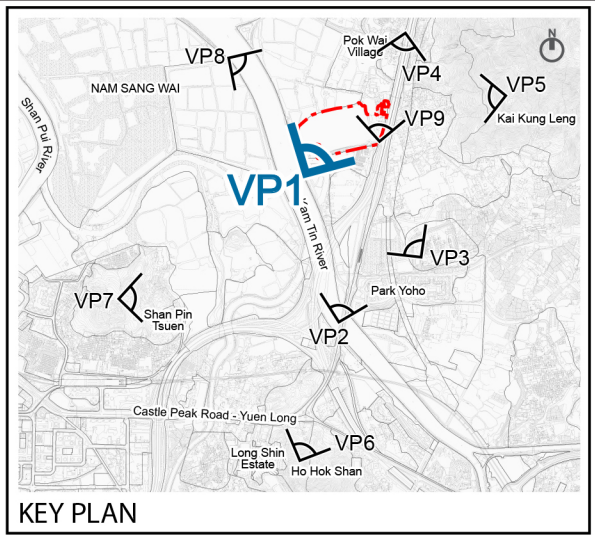 N
Pok Wai
Village
VP8
VP4
NAM SANG WAI
VP5
Kai Kung Leng
Shan Pui River
VP9
VP1
Kam Tin River
VP3
VP7
Park Yoho
Shan Pin
Tsuen
VP2
Castle Peak Road - Yuen Long
VP6
Long Shin
Estate
Ho Hok Shan
KEY PLAN